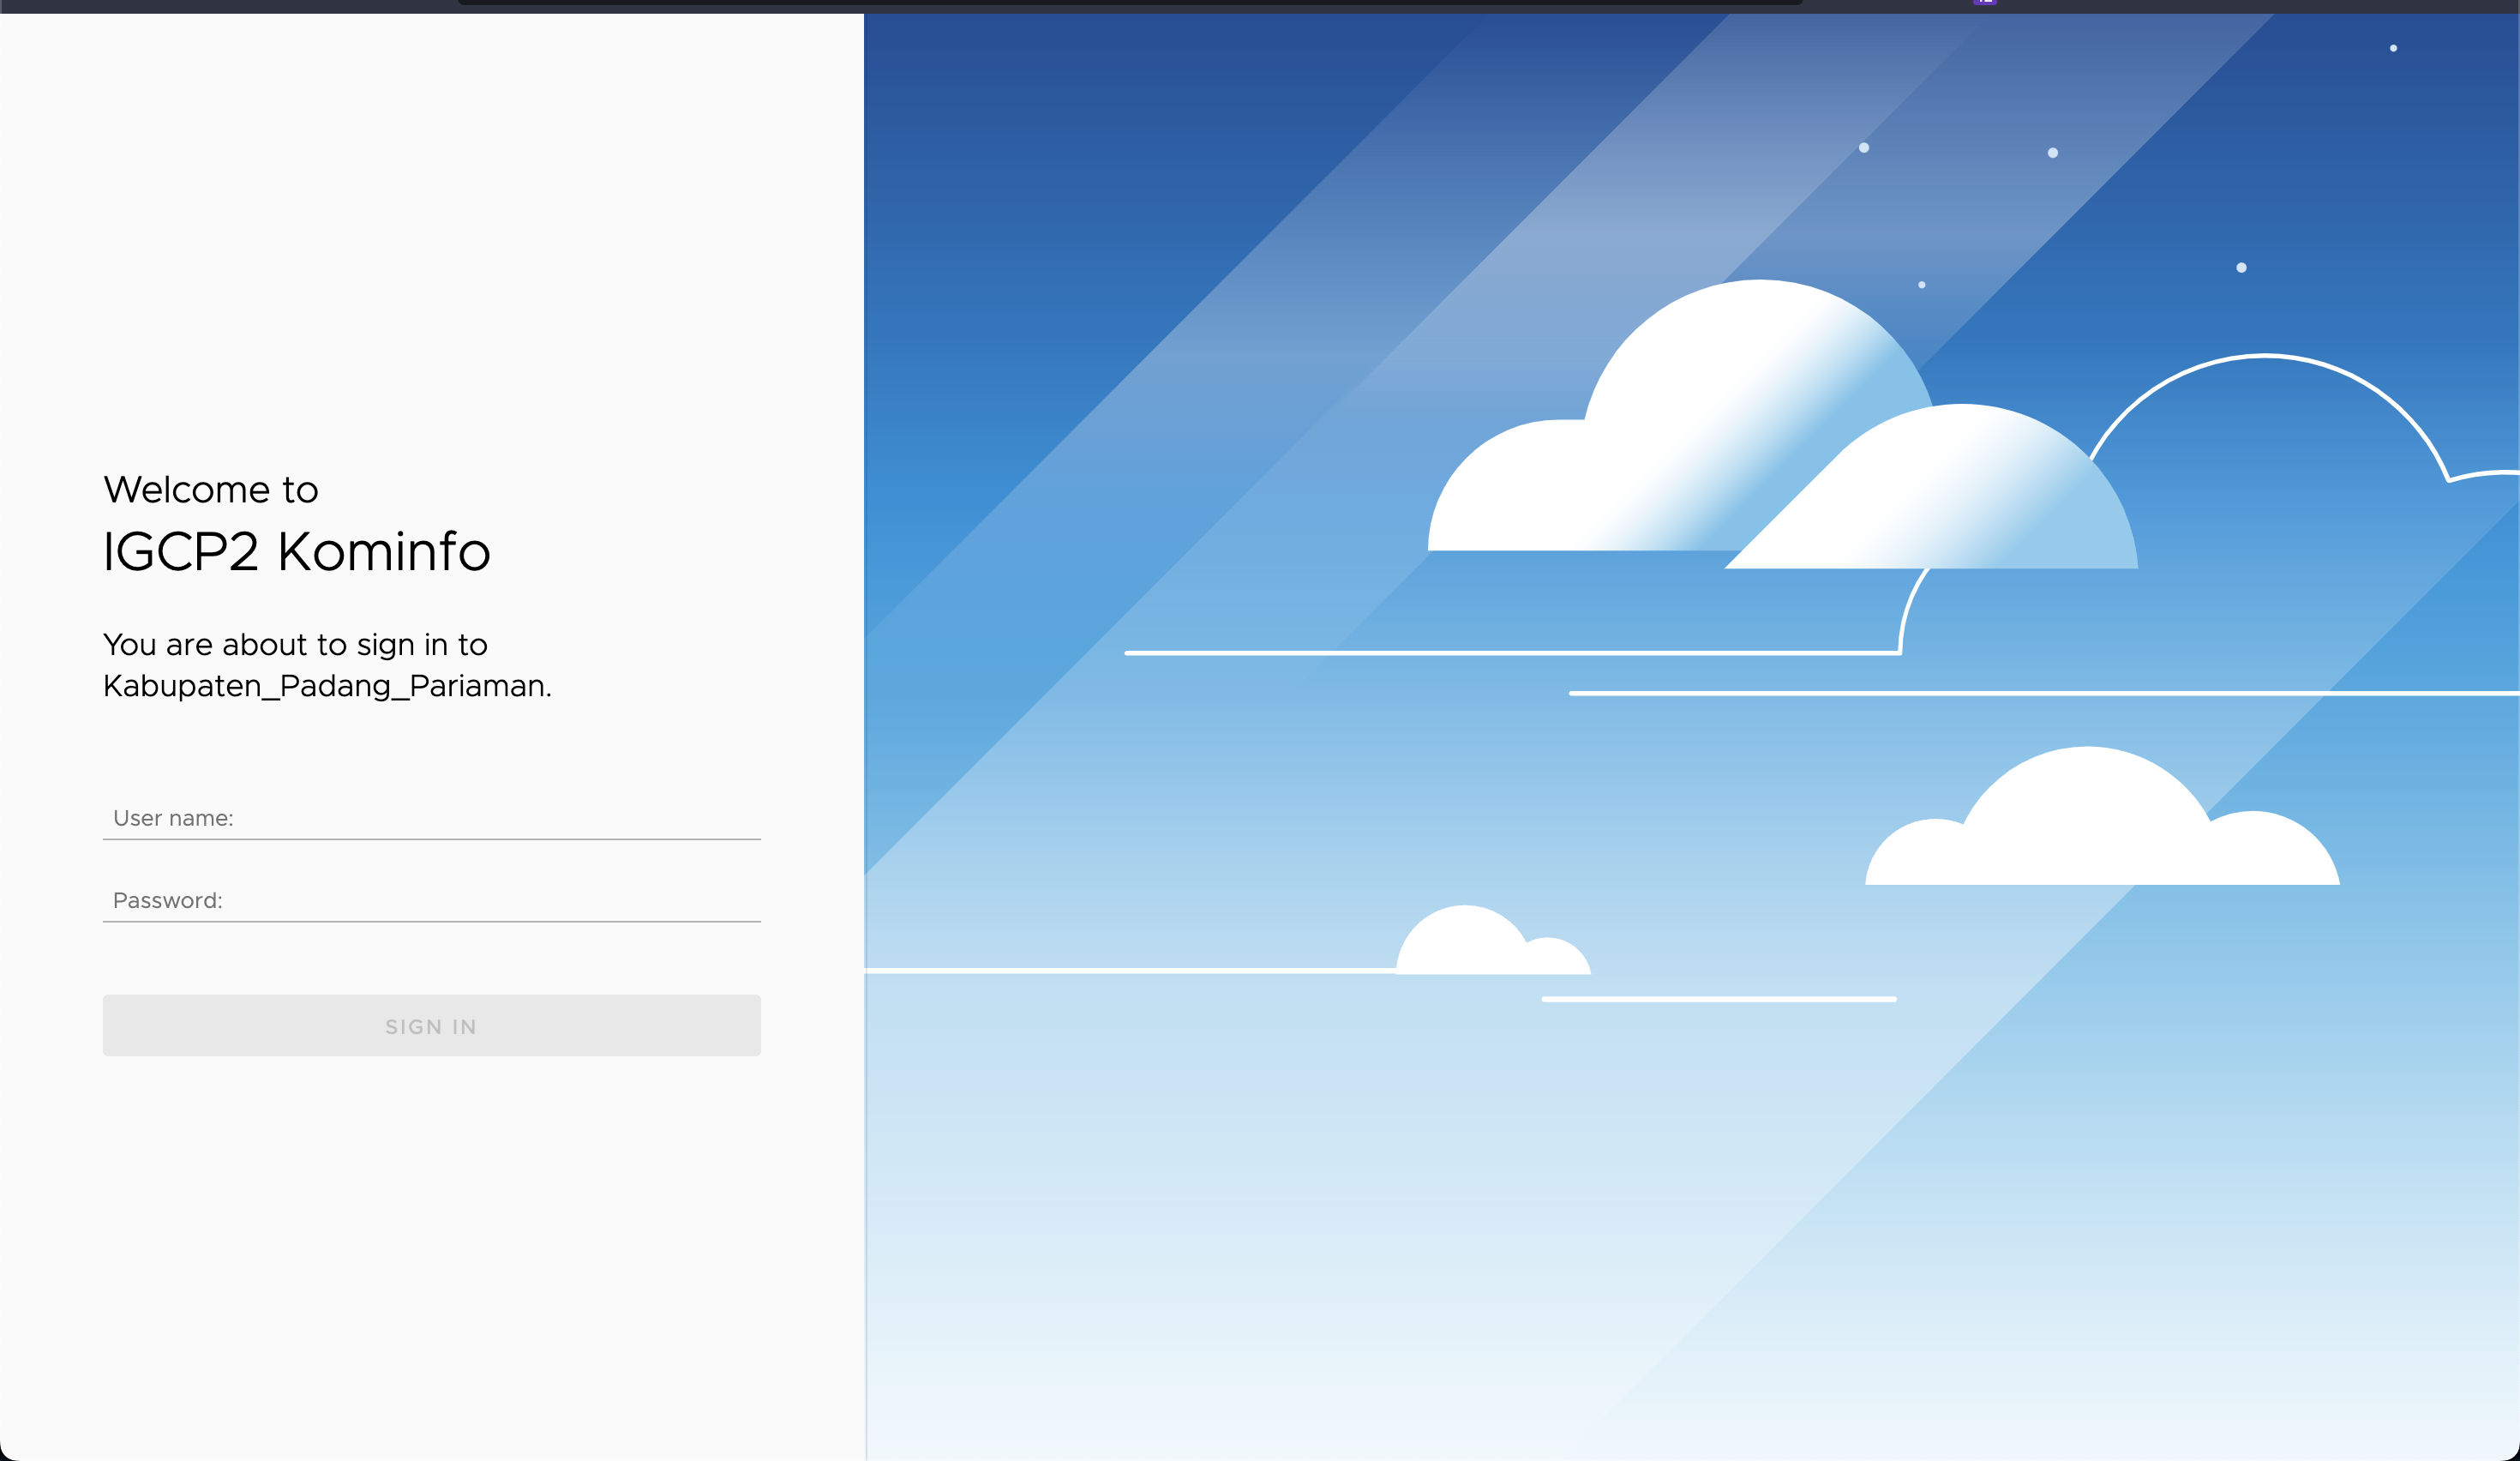 Welcome to
IGCP2 Kominfo
You are about to sign in to
Kabupaten_Padang_Pariaman.
User name:
Password:
SIGN IN